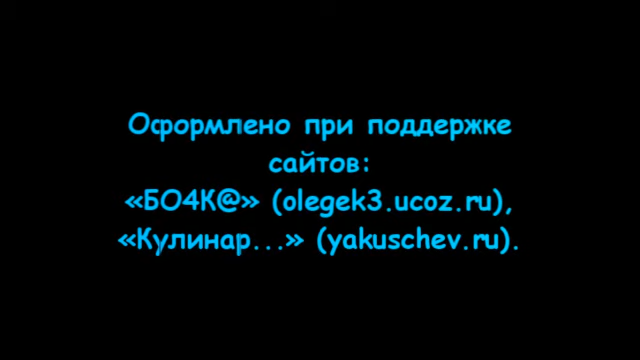 Оформлено при поддержке
сайтов:
«БО4К@» (olegek3.ucoz.ru),
«Кулинар...» (yakuschev.ru).